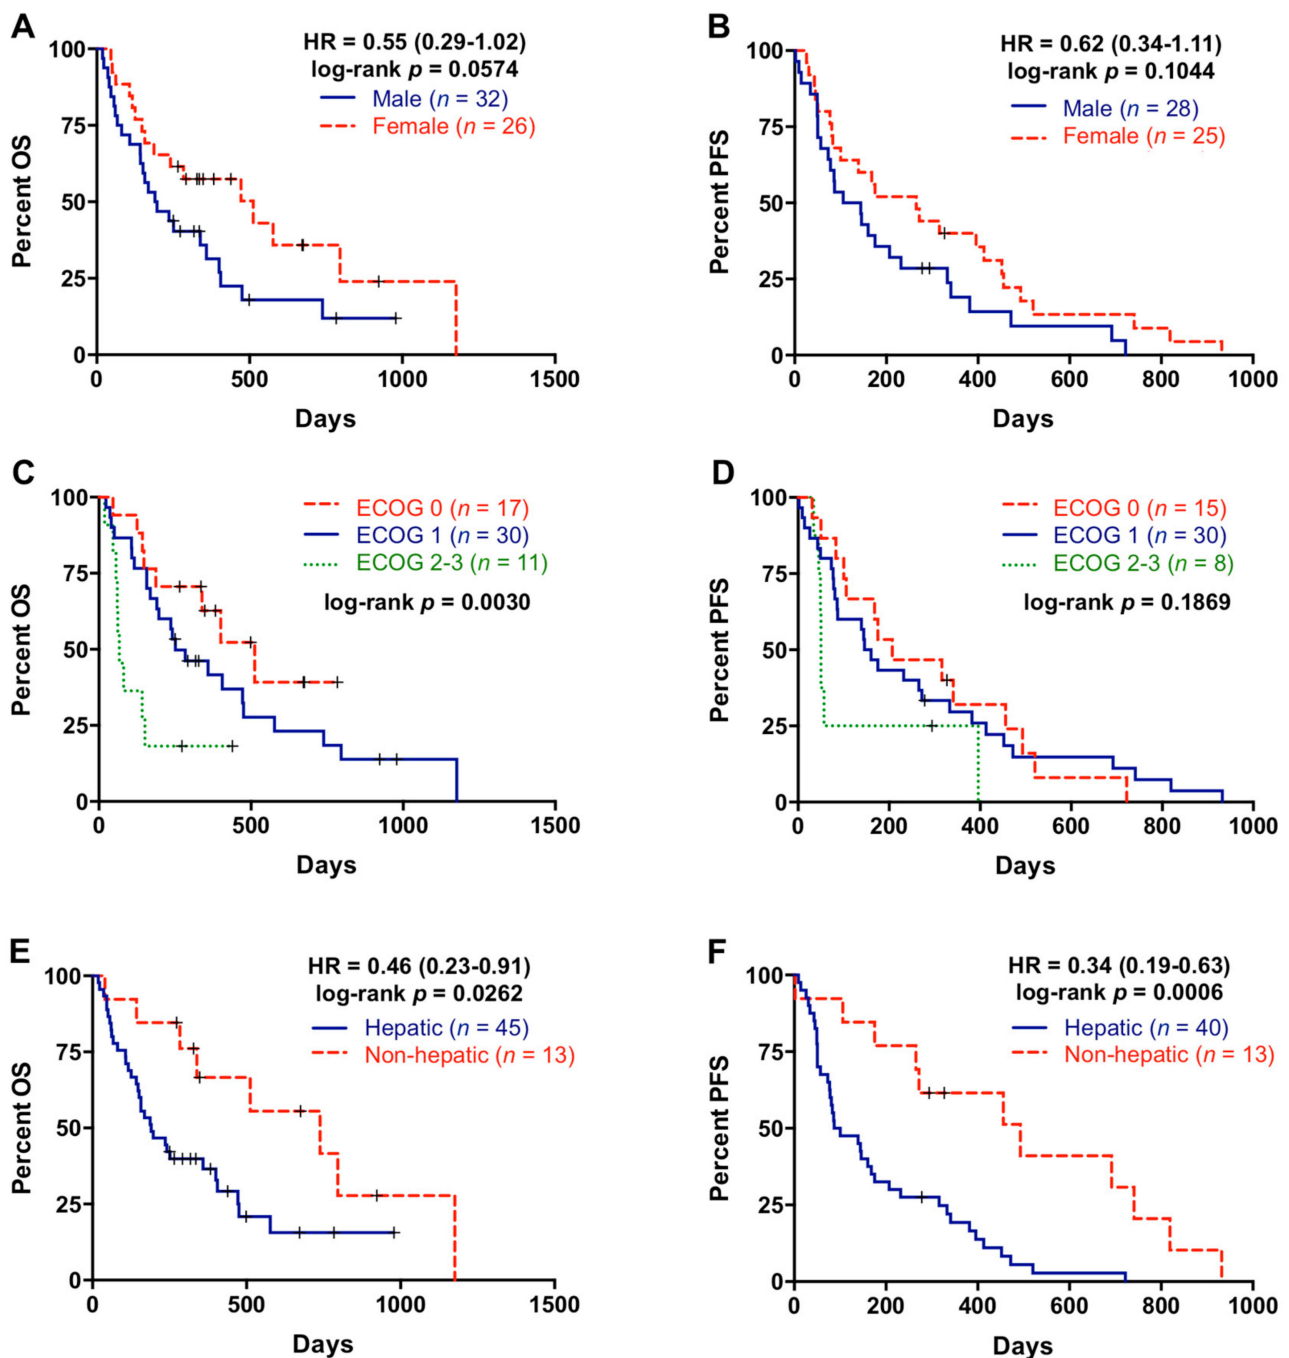 A
HR = 0.55 (0.29-1.02)
log-rank p = 0.0574
Male (n = 32)
Female (n = 26)
Percent OS
100
75
50
25
0
0 500 1000 1500
Days
B
HR = 0.62 (0.34-1.11)
log-rank p = 0.1044
Male (n = 28)
Female (n = 25)
Percent PFS
100
75
50
25
0
0 200 400 600 800 1000
Days
C
ECOG 0 (n = 17)
ECOG 1 (n = 30)
ECOG 2-3 (n = 11)
log-rank p = 0.0030
Percent OS
100
75
50
25
0
0 500 1000 1500
Days
D
ECOG 0 (n = 15)
ECOG 1 (n = 30)
ECOG 2-3 (n = 8)
log-rank p = 0.1869
Percent PFS
100
75
50
25
0
0 200 400 600 800 1000
Days
E
HR = 0.46 (0.23-0.91)
log-rank p = 0.0262
Hepatic (n = 45)
Non-hepatic (n = 13)
Percent OS
100
75
50
25
0
0 500 1000 1500
Days
F
HR = 0.34 (0.19-0.63)
log-rank p = 0.0006
Hepatic (n = 40)
Non-hepatic (n = 13)
Percent PFS
100
75
50
25
0
0 200 400 600 800 1000
Days